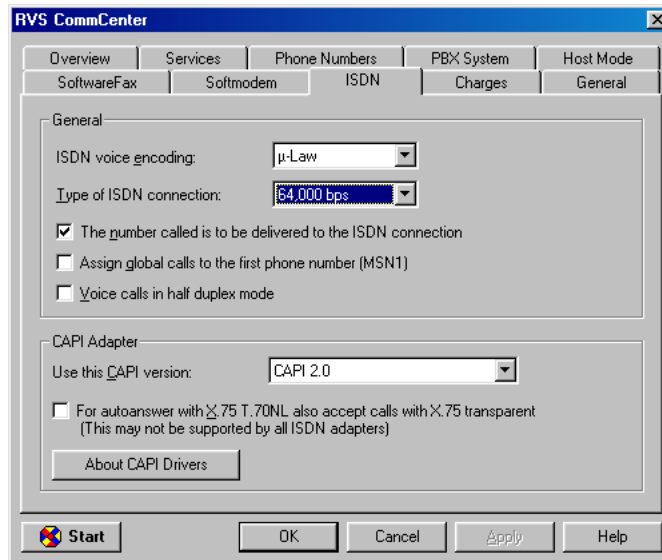 RVS CommCenter
Overview
Services
Phone Numbers
PBX System
Host Mode
SoftwareFax
Softmodem
ISDN
Charges
General
General
ISDN voice encoding:
µ-Law
Type of ISDN connection:
64,000 bps
The number called is to be delivered to the ISDN connection
Assign global calls to the first phone number (MSN1)
Voice calls in half duplex mode
CAPI Adapter
Use this CAPI version:
CAPI 2.0
For autoanswer with X.75 T.70NL also accept calls with X.75 transparent
(This may not be supported by all ISDN adapters)
About CAPI Drivers
Start
OK
Cancel
Apply
Help